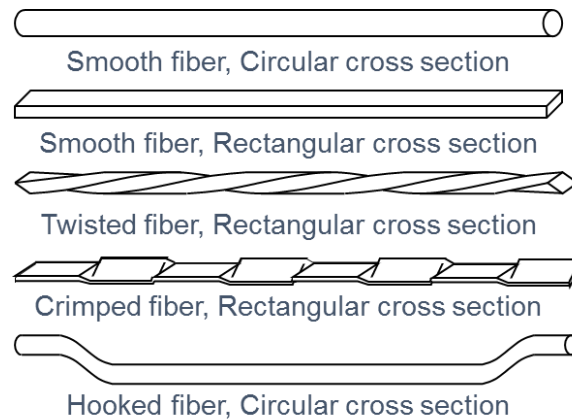 Smooth fiber, Circular cross section
Smooth fiber, Rectangular cross section
Twisted fiber, Rectangular cross section
Crimped fiber, Rectangular cross section
Hooked fiber, Circular cross section